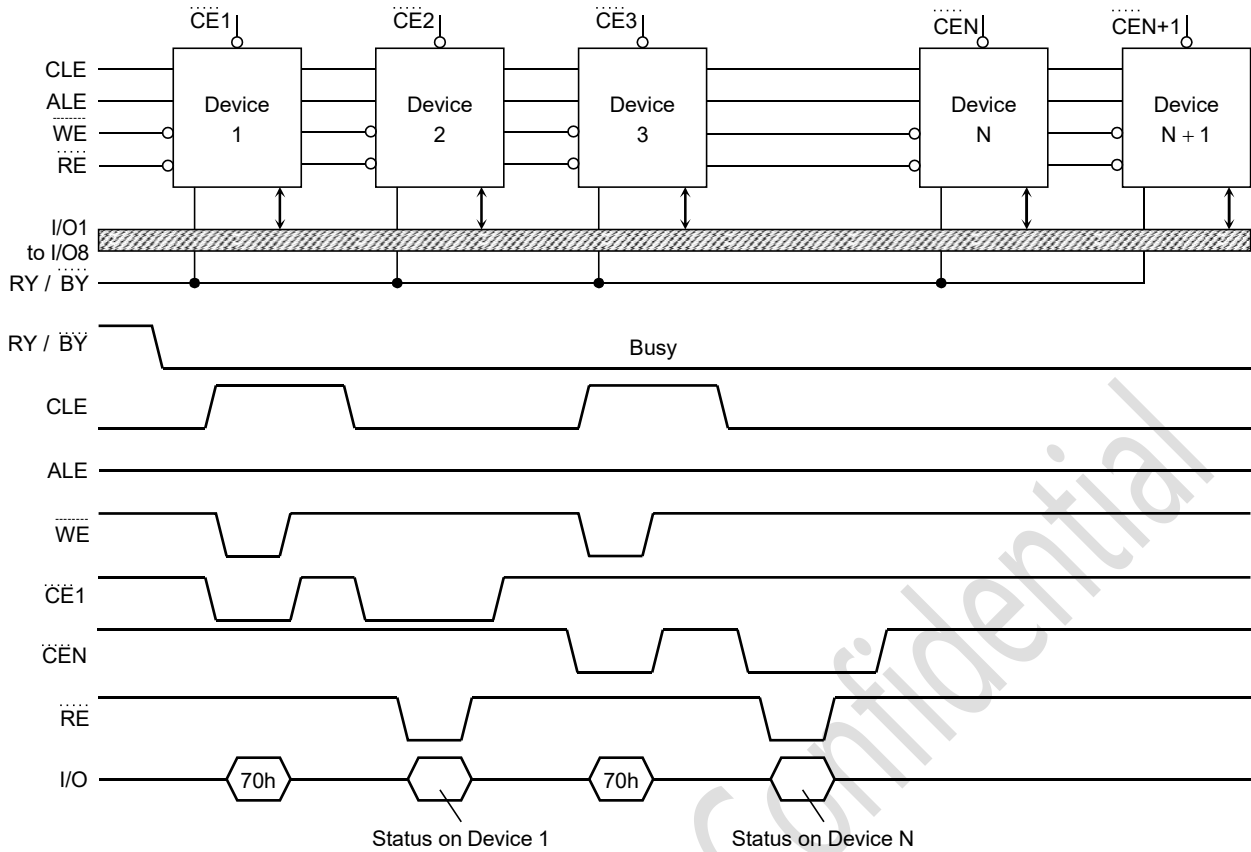 CE1 CE2 CE3 CEN CEN+1
CLE
ALE
WE
RE
Device 1
Device 2
Device 3
Device N
Device N + 1
I/O1 to I/O8
RY / BY
RY / BY
Busy
CLE
ALE
WE
CE1
CEN
RE
I/O
70h
70h
Status on Device 1
Status on Device N
Confidential